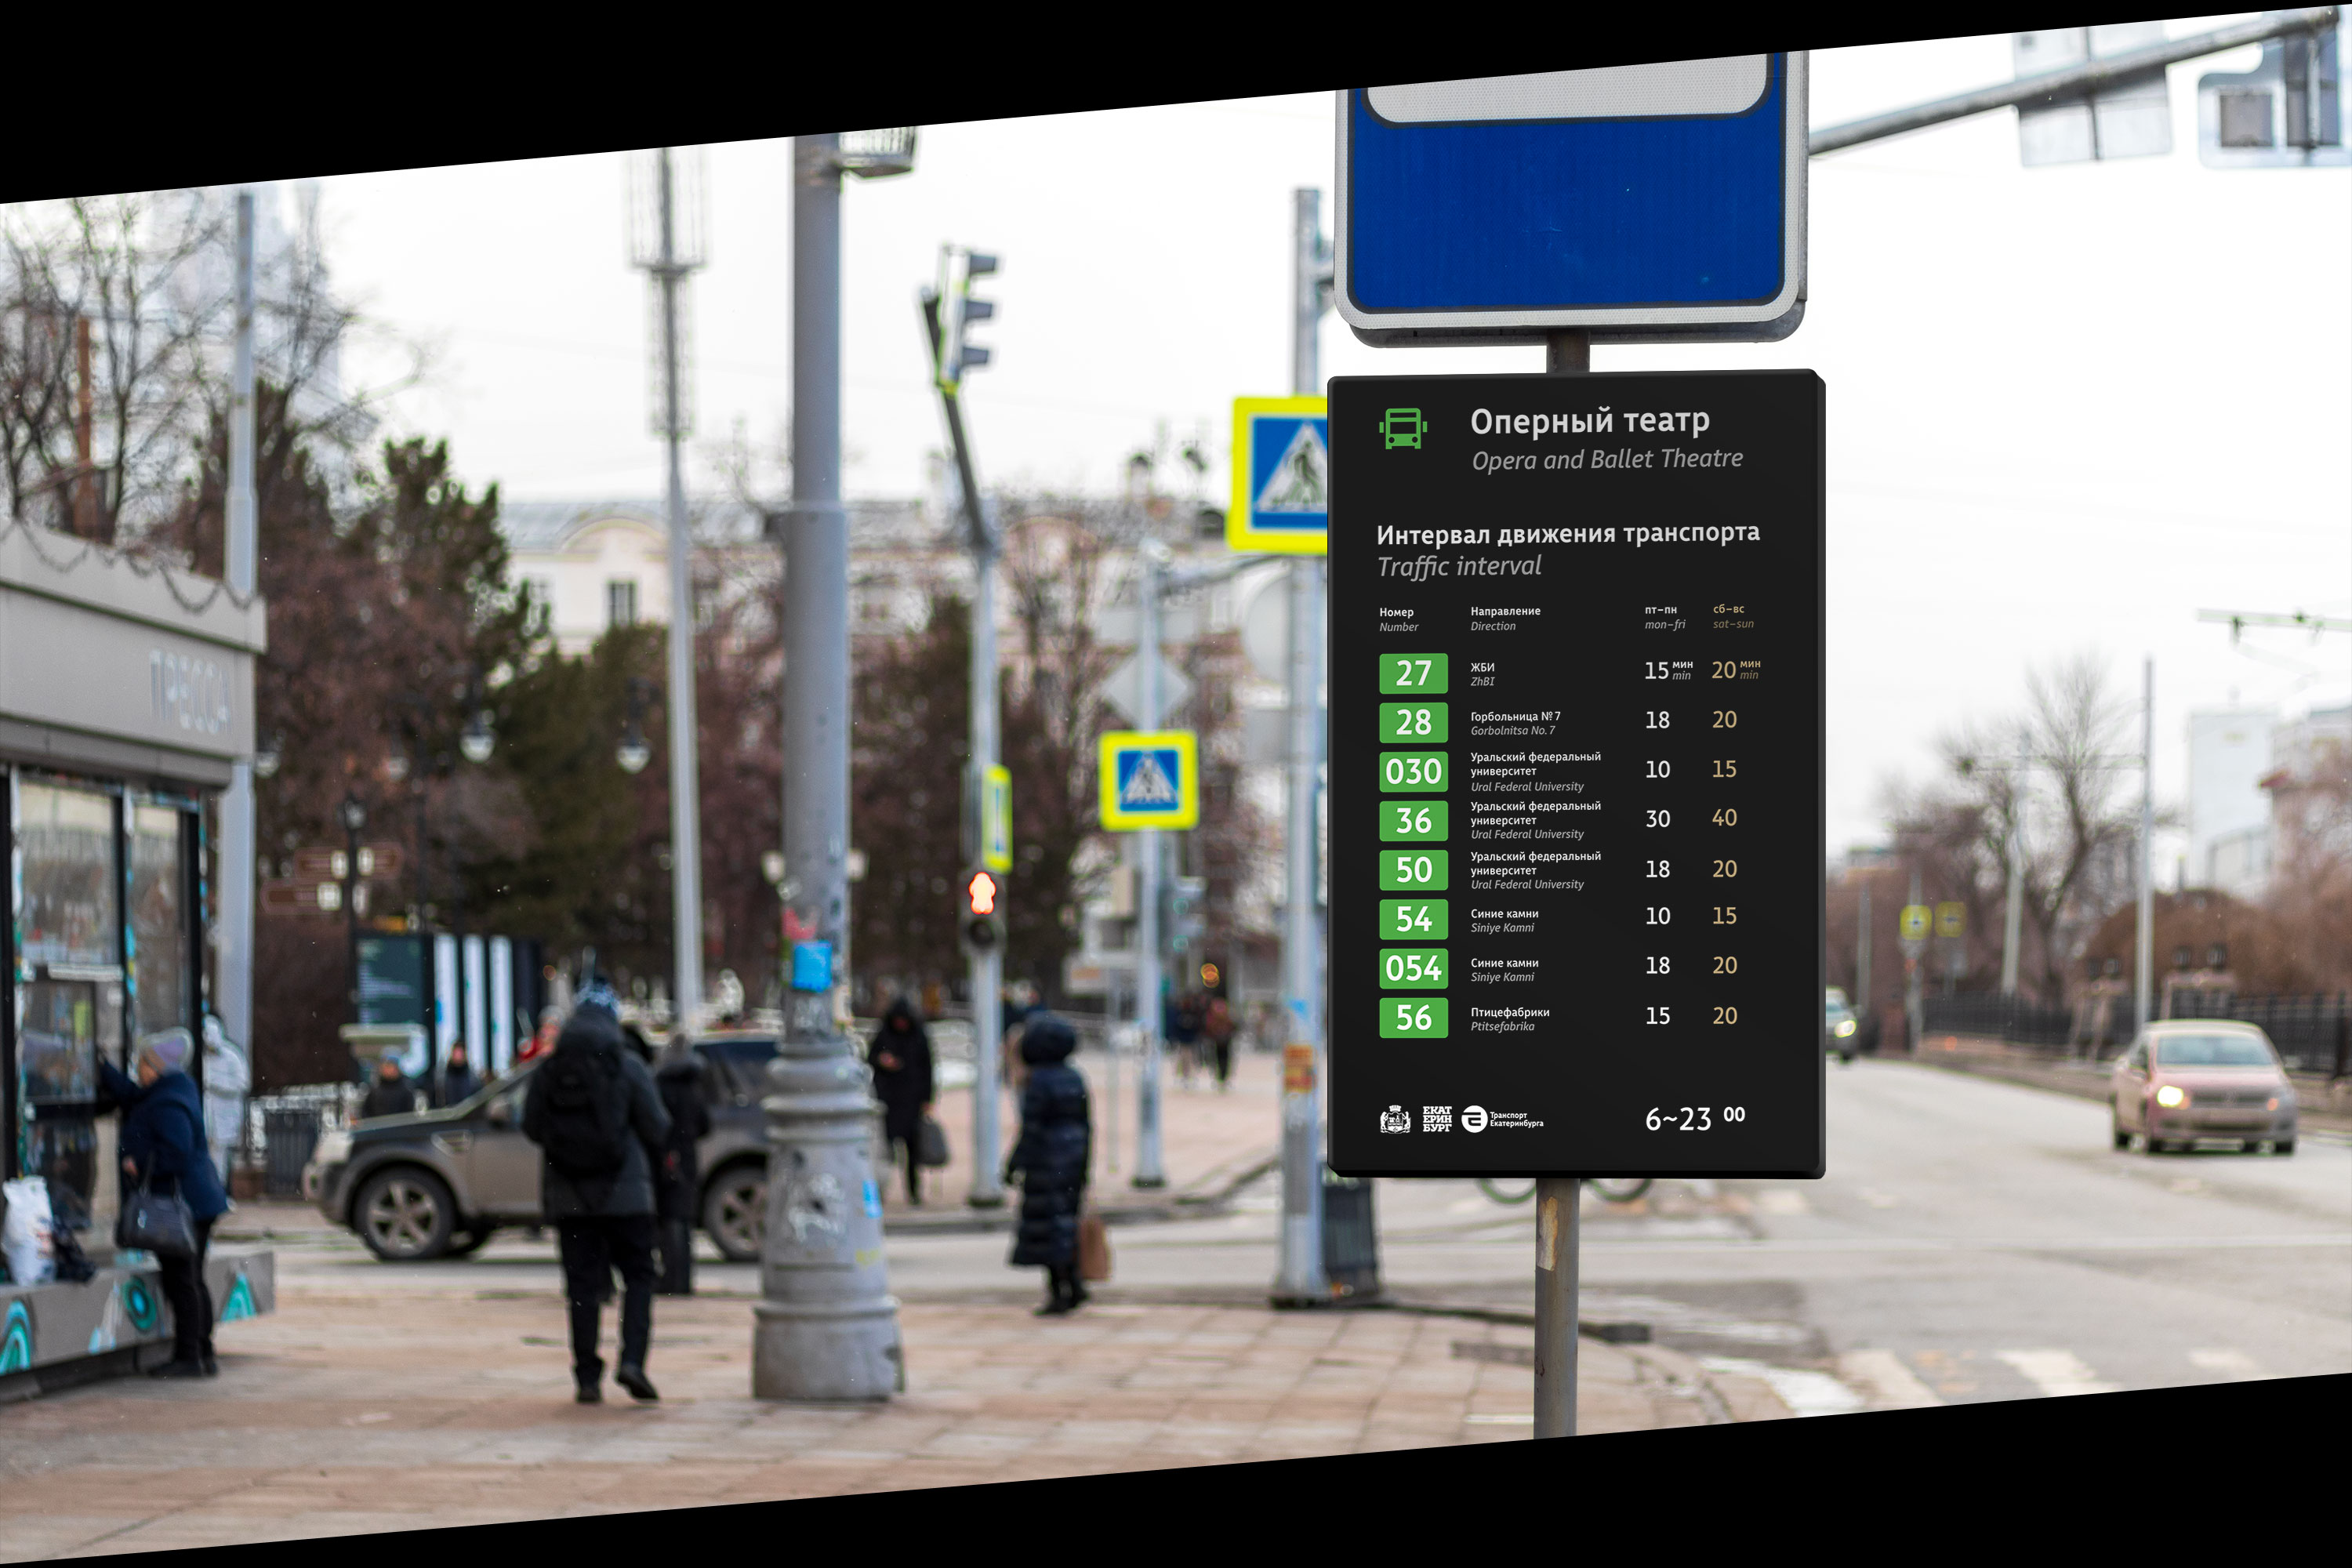 ПРЕССА
Оперный театр
Opera and Ballet Theatre
Интервал движения транспорта
Traffic interval
Номер Направление пт–пн сб–вс
Number Direction mon–fri sat–sun
27 ЖБИ 15 мин 20 мин
ZhBI min min
28 Горбольница №7 18 20
Gorbolnitsa No. 7
030 Уральский федеральный 10 15
университет
Ural Federal University
36 Уральский федеральный 30 40
университет
Ural Federal University
50 Уральский федеральный 18 20
университет
Ural Federal University
54 Синие камни 10 15
Siniye Kamni
054 Синие камни 18 20
Siniye Kamni
56 Птицефабрики 15 20
Ptitsefabrika
ЕКАТ
ЕРИН
БУРГ
Транспорт
Екатеринбурга
6~23 00